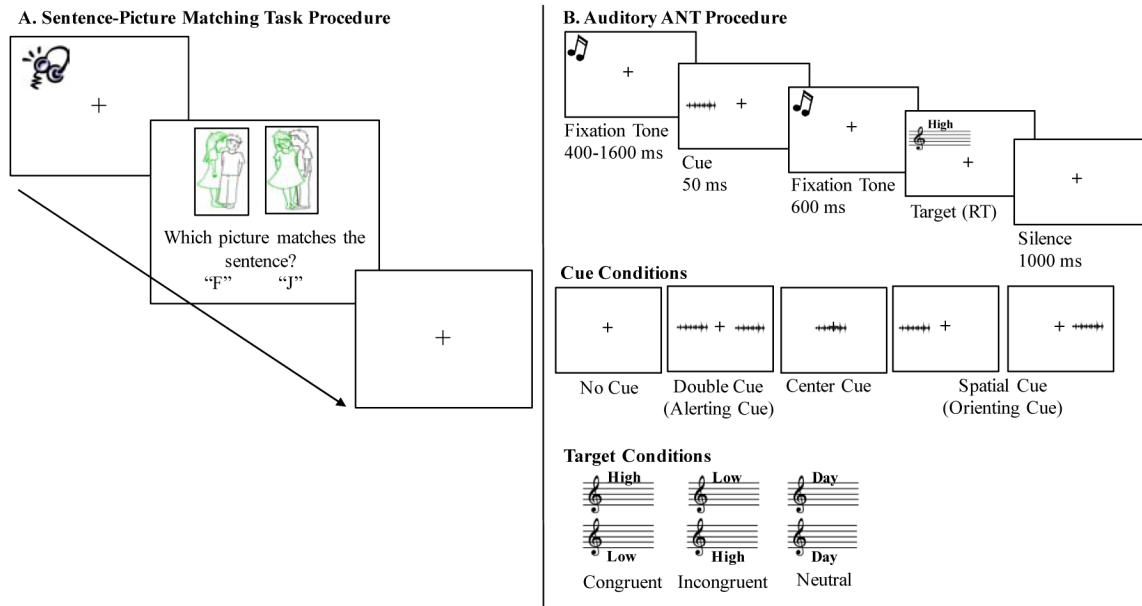 A. Sentence-Picture Matching Task Procedure
Which picture matches the
sentence?
“F” “J”
B. Auditory ANT Procedure
Fixation Tone
400-1600 ms
Cue
50 ms
Fixation Tone
600 ms
High
Target (RT)
Silence
1000 ms
Cue Conditions
No Cue
Double Cue
(Alerting Cue)
Center Cue
Spatial Cue
(Orienting Cue)
Target Conditions
High Low Day
Low High Day
Congruent Incongruent Neutral